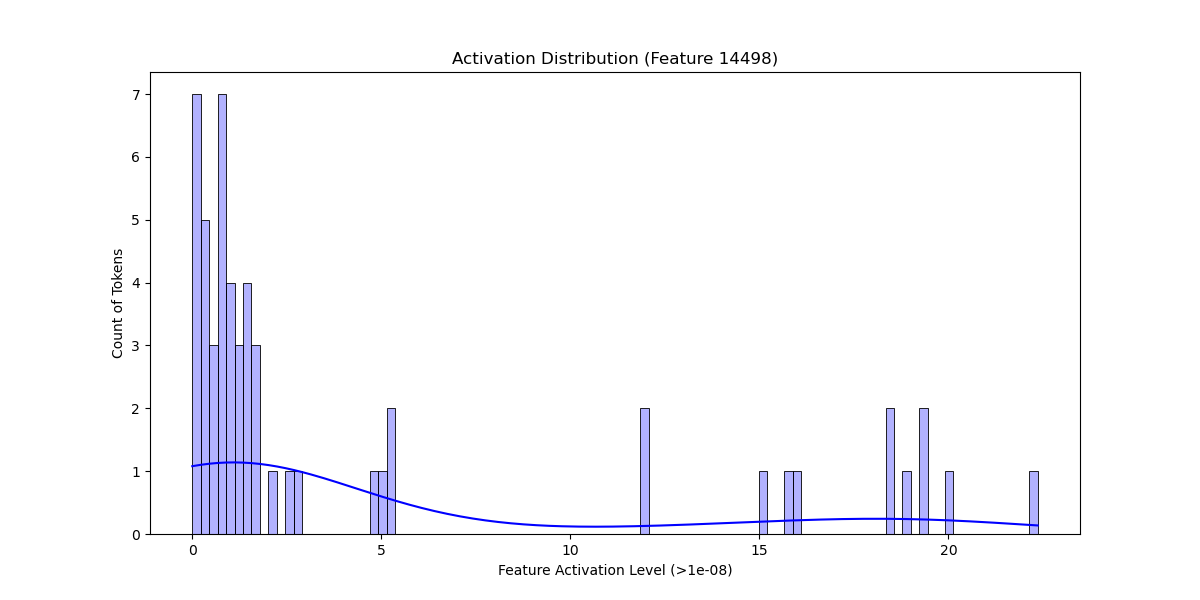 Activation Distribution (Feature 14498)
7
6
5
4
3
2
1
0
Count of Tokens
0 5 10 15 20
Feature Activation Level (>1e-08)